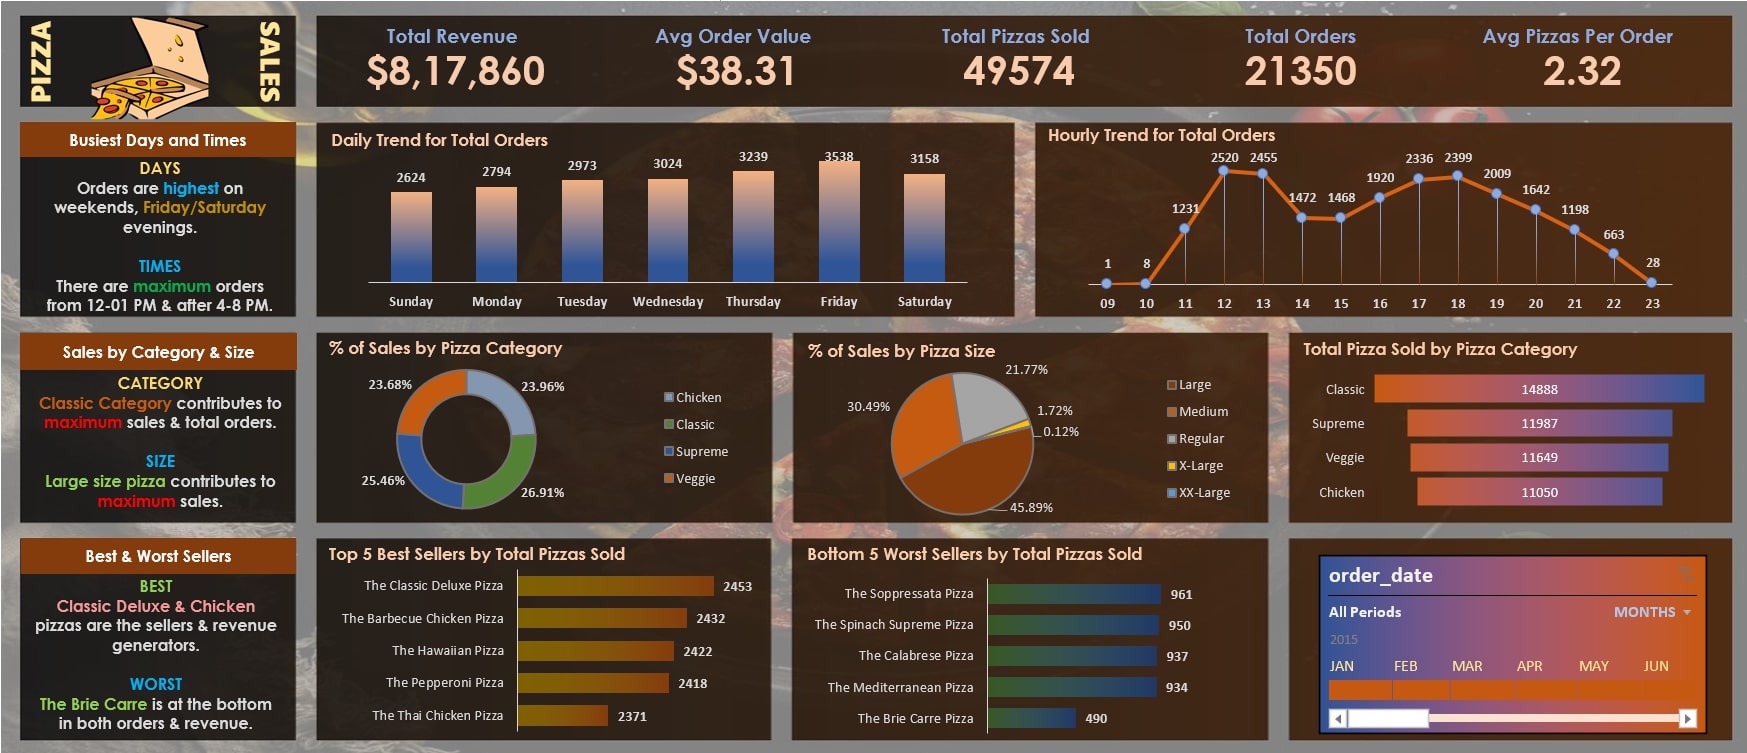 PIZZA
SALES
Total Revenue
$8,17,860
Avg Order Value
$38.31
Total Pizzas Sold
49574
Total Orders
21350
Avg Pizzas Per Order
2.32
Busiest Days and Times
DAYS
Orders are highest on
weekends, Friday/Saturday
evenings.
TIMES
There are maximum orders
from 12-01 PM & after 4-8 PM.
Daily Trend for Total Orders
2624
2794
2973
3024
3239
3538
3158
Sunday
Monday
Tuesday
Wednesday
Thursday
Friday
Saturday
Hourly Trend for Total Orders
1
8
1231
2520
2455
1472
1468
1920
2336
2399
2009
1642
1198
663
28
09
10
11
12
13
14
15
16
17
18
19
20
21
22
23
Sales by Category & Size
CATEGORY
Classic Category contributes to
maximum sales & total orders.
SIZE
Large size pizza contributes to
maximum sales.
% of Sales by Pizza Category
23.68%
23.96%
25.46%
26.91%
Chicken
Classic
Supreme
Veggie
% of Sales by Pizza Size
21.77%
30.49%
1.72%
0.12%
45.89%
Large
Medium
Regular
X-Large
XX-Large
Total Pizza Sold by Pizza Category
Classic 14888
Supreme 11987
Veggie 11649
Chicken 11050
Best & Worst Sellers
BEST
Classic Deluxe & Chicken
pizzas are the sellers & revenue
generators.
WORST
The Brie Carre is at the bottom
in both orders & revenue.
Top 5 Best Sellers by Total Pizzas Sold
The Classic Deluxe Pizza 2453
The Barbecue Chicken Pizza 2432
The Hawaiian Pizza 2422
The Pepperoni Pizza 2418
The Thai Chicken Pizza 2371
Bottom 5 Worst Sellers by Total Pizzas Sold
The Soppressata Pizza 961
The Spinach Supreme Pizza 950
The Calabrese Pizza 937
The Mediterranean Pizza 934
The Brie Carre Pizza 490
order_date
All Periods
MONTHS
2015
JAN
FEB
MAR
APR
MAY
JUN